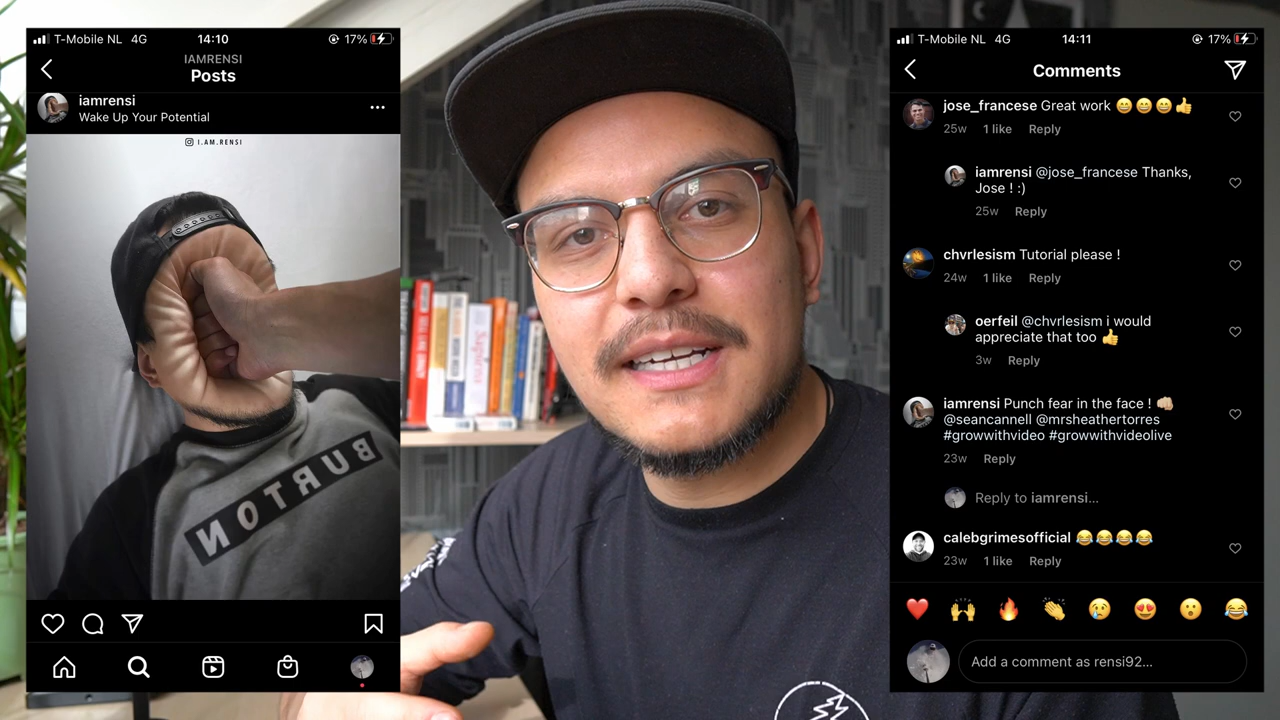 T-Mobile NL 4G
14:10
17%
IAMRENSI
Posts
iamrensi
Wake Up Your Potential
I.AM.RENSI
BURTON
T-Mobile NL 4G
14:11
17%
Comments
jose_francese Great work 😄😄😄👍
25w 1 like Reply
iamrensi @jose_francese Thanks,
Jose ! :)
25w Reply
chvrlesism Tutorial please !
24w 1 like Reply
oerfeil @chvrlesism i would
appreciate that too 👍
3w Reply
iamrensi Punch fear in the face ! 👊🏼
@seancannell @mrsheathertorres
#growwithvideo #growwithvideolive
23w Reply
Reply to iamrensi...
calebgrimesofficial 😂😂😂😂
23w 1 like Reply
❤️🙌🔥👏😢😍😮😂
Add a comment as rensi92...